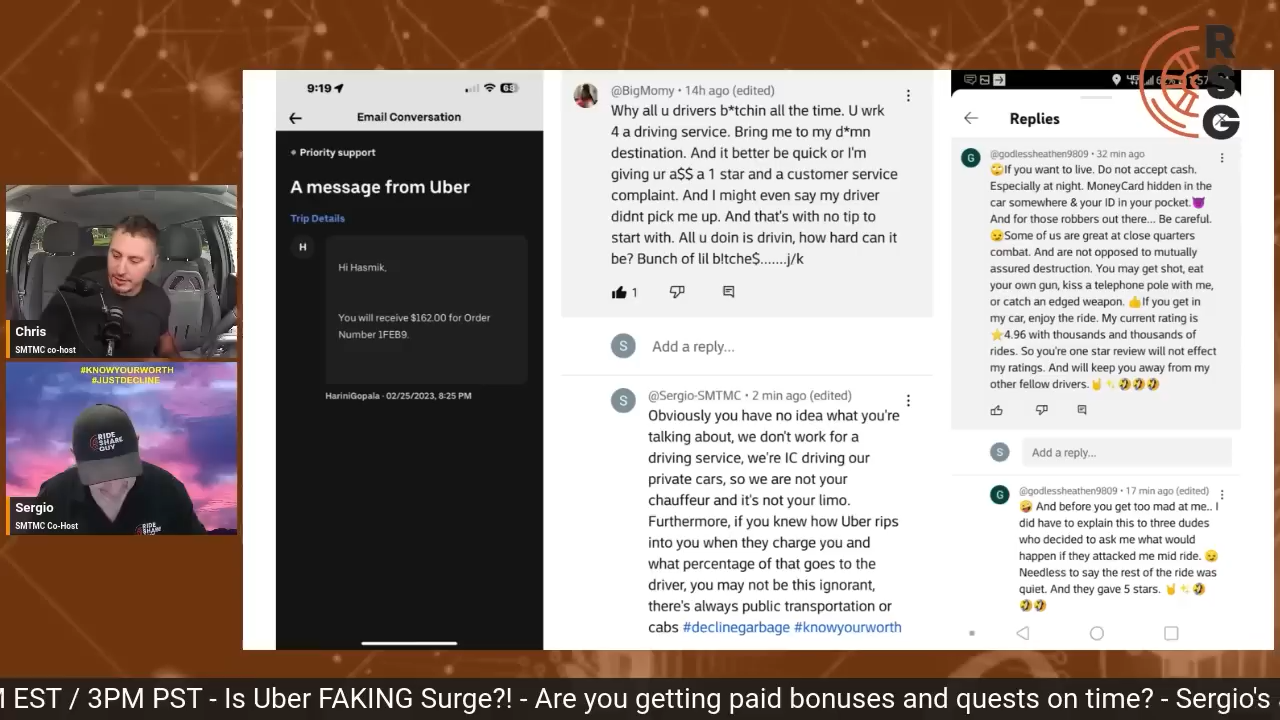 RSG
Chris
SMTMC co-host
#KNOWYOURWORTH
#JUSTDECLINE
RIDE
SHARE
GUY
Sergio
SMTMC Co-Host
9:19
Email Conversation
Priority support
A message from Uber
Trip Details
H
Hi Hasmik,
You will receive $162.00 for Order
Number 1FEB9.
HariniGopala · 02/25/2023, 8:25 PM
@BigMomy · 14h ago (edited)
Why all u drivers b*tchin all the time. U wrk
4 a driving service. Bring me to my d*mn
destination. And it better be quick or I'm
giving ur a$$ a 1 star and a customer service
complaint. And I might even say my driver
didnt pick me up. And that's with no tip to
start with. All u doin is drivin, how hard can it
be? Bunch of lil b!tche$.......j/k
1
S
Add a reply...
S
@Sergio-SMTMC • 2 min ago (edited)
Obviously you have no idea what you're
talking about, we don't work for a
driving service, we're IC driving our
private cars, so we are not your
chauffeur and it's not your limo.
Furthermore, if you knew how Uber rips
into you when they charge you and
what percentage of that goes to the
driver, you may not be this ignorant,
there's always public transportation or
cabs #declinegarbage #knowyourworth
Replies
G
@godlessheathen9809 • 32 min ago
🙄If you want to live. Do not accept cash.
Especially at night. MoneyCard hidden in the
car somewhere & your ID in your pocket.😈
And for those robbers out there... Be careful.
😏Some of us are great at close quarters
combat. And are not opposed to mutually
assured destruction. You may get shot, eat
your own gun, kiss a telephone pole with me,
or catch an edged weapon. 👍If you get in
my car, enjoy the ride. My current rating is
⭐4.96 with thousands and thousands of
rides. So you're one star review will not effect
my ratings. And will keep you away from my
other fellow drivers.🤘✨🤣🤣🤣
S
Add a reply...
G
@godlessheathen9809 • 17 min ago (edited)
🤪 And before you get too mad at me.. I
did have to explain this to three dudes
who decided to ask me what would
happen if they attacked me mid ride. 😏
Needless to say the rest of the ride was
quiet. And they gave 5 stars. 🤘✨🤣
🤣🤣
M EST / 3PM PST - Is Uber FAKING Surge?! - Are you getting paid bonuses and quests on time? - Sergio's